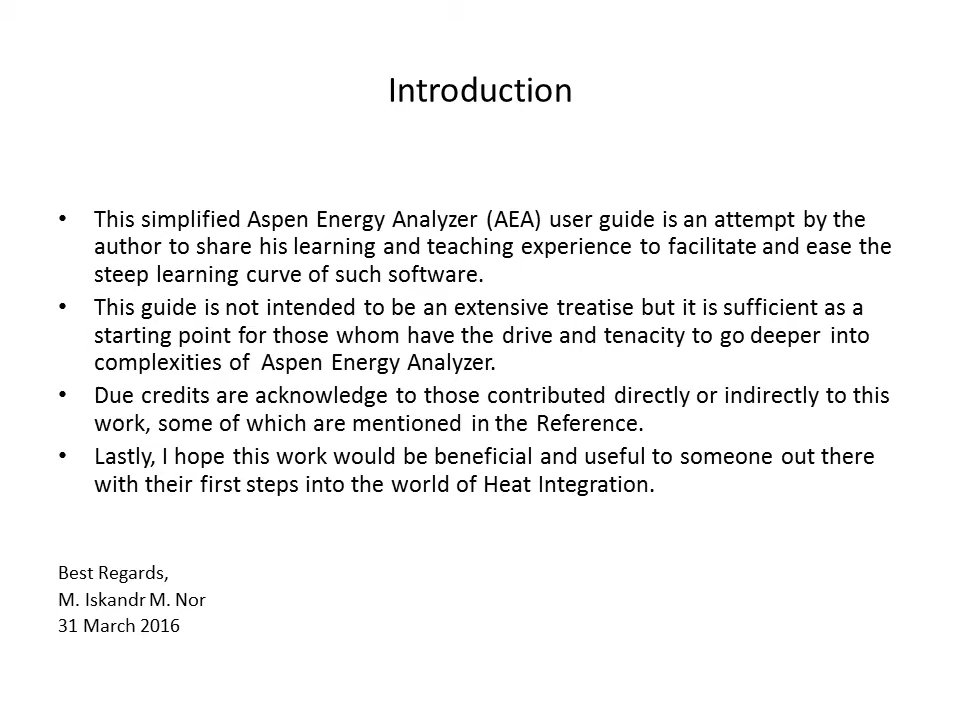 Introduction
• This simplified Aspen Energy Analyzer (AEA) user guide is an attempt by the
author to share his learning and teaching experience to facilitate and ease the
steep learning curve of such software.
• This guide is not intended to be an extensive treatise but it is sufficient as a
starting point for those whom have the drive and tenacity to go deeper into
complexities of Aspen Energy Analyzer.
• Due credits are acknowledge to those contributed directly or indirectly to this
work, some of which are mentioned in the Reference.
• Lastly, I hope this work would be beneficial and useful to someone out there
with their first steps into the world of Heat Integration.
Best Regards,
M. Iskandr M. Nor
31 March 2016